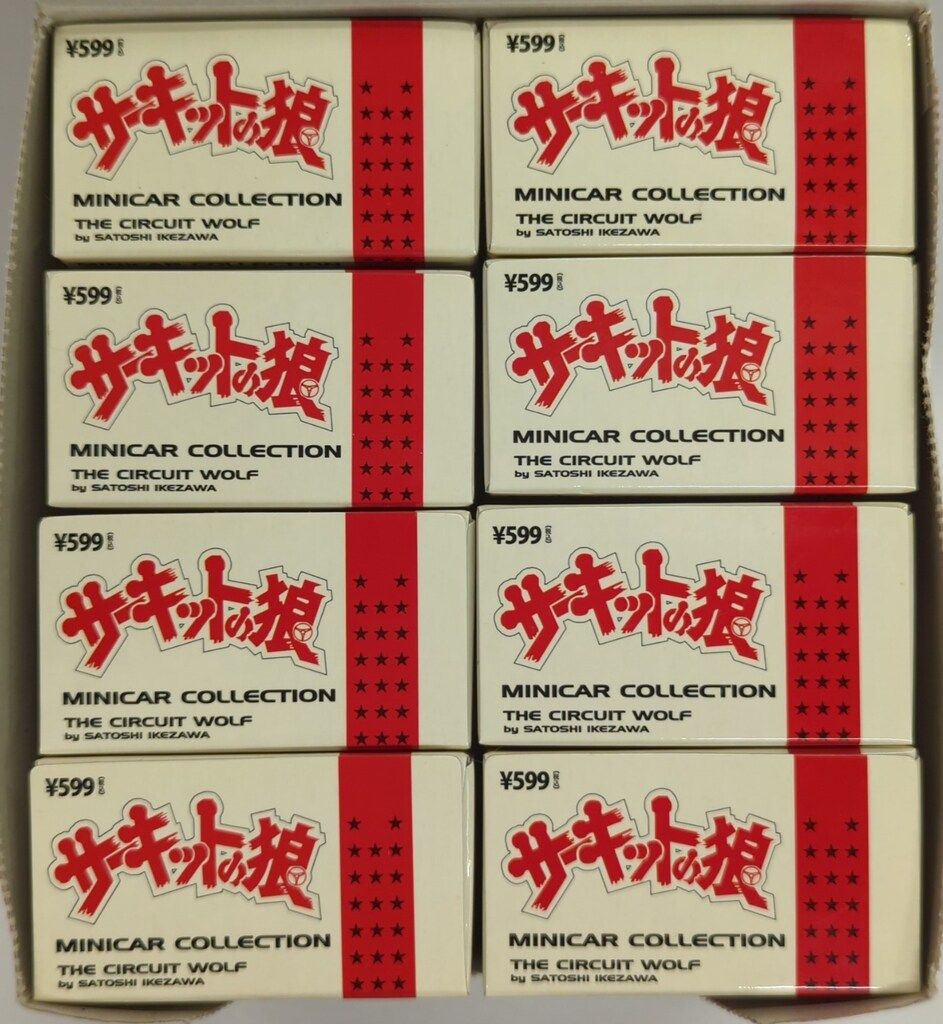 ¥599
サーキットの狼
MINICAR COLLECTION
THE CIRCUIT WOLF
by SATOSHI IKEZAWA
¥599
サーキットの狼
MINICAR COLLECTION
THE CIRCUIT WOLF
by SATOSHI IKEZAWA
¥599
サーキットの狼
MINICAR COLLECTION
THE CIRCUIT WOLF
by SATOSHI IKEZAWA
¥599
サーキットの狼
MINICAR COLLECTION
THE CIRCUIT WOLF
by SATOSHI IKEZAWA
¥599
サーキットの狼
MINICAR COLLECTION
THE CIRCUIT WOLF
by SATOSHI IKEZAWA
¥599
サーキットの狼
MINICAR COLLECTION
THE CIRCUIT WOLF
by SATOSHI IKEZAWA
¥599
サーキットの狼
MINICAR COLLECTION
THE CIRCUIT WOLF
by SATOSHI IKEZAWA
¥599
サーキットの狼
MINICAR COLLECTION
THE CIRCUIT WOLF
by SATOSHI IKEZAWA